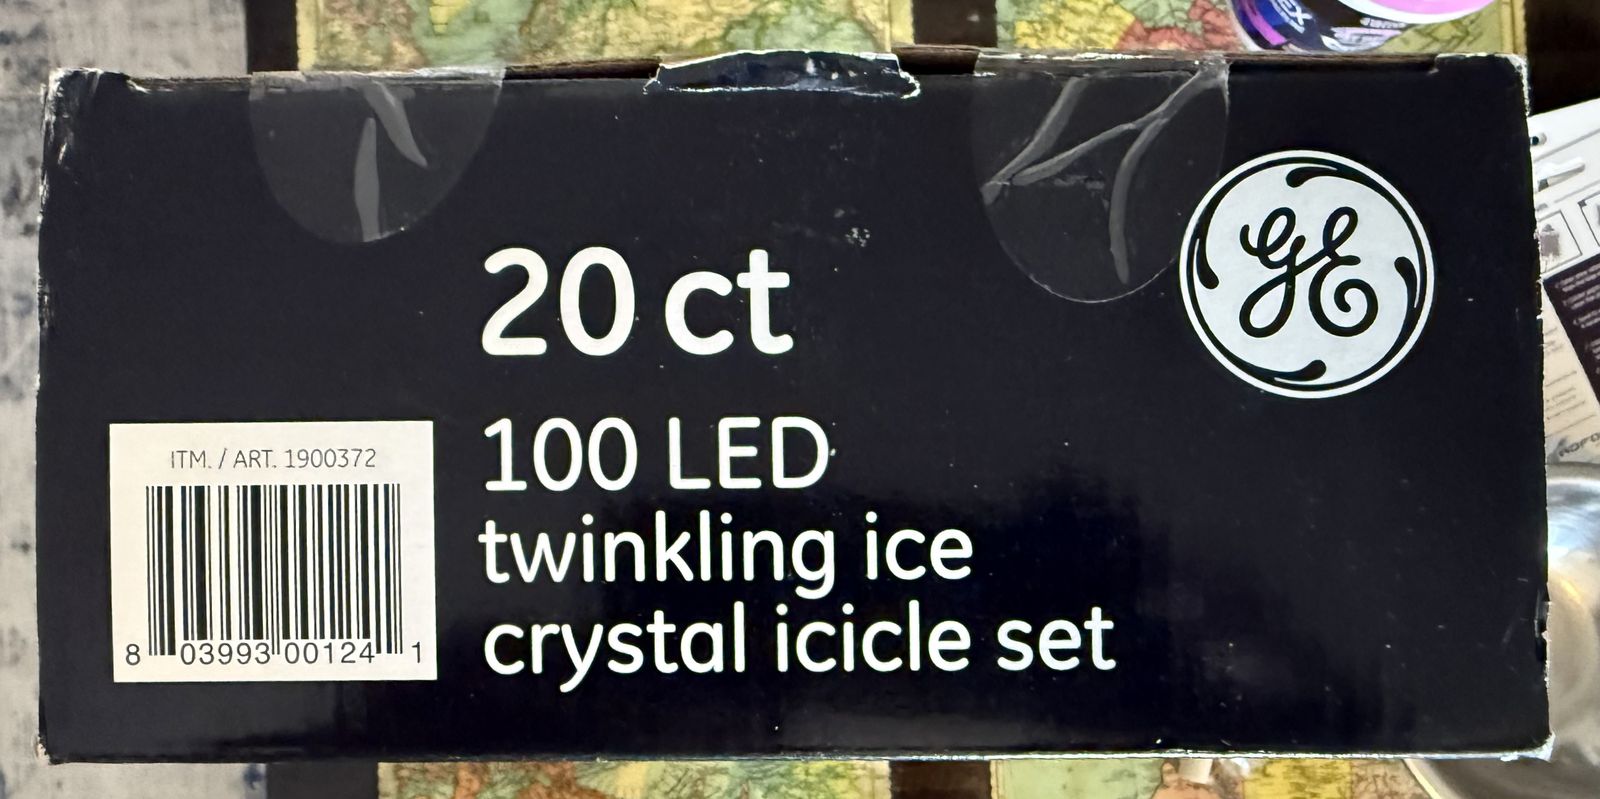 20 ct
GE
100 LED
twinkling ice
crystal icicle set
ITM. / ART. 1900372
8 03993 00124 1